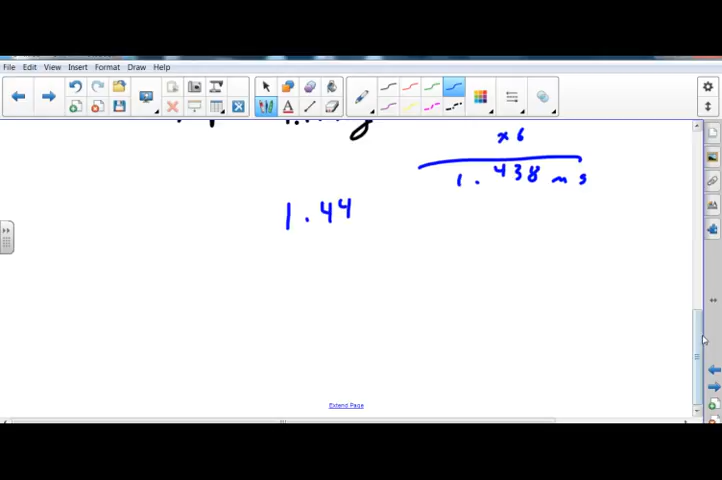 File Edit View Insert Format Draw Help
x 6
1.438 ms
1.44
Extend Page